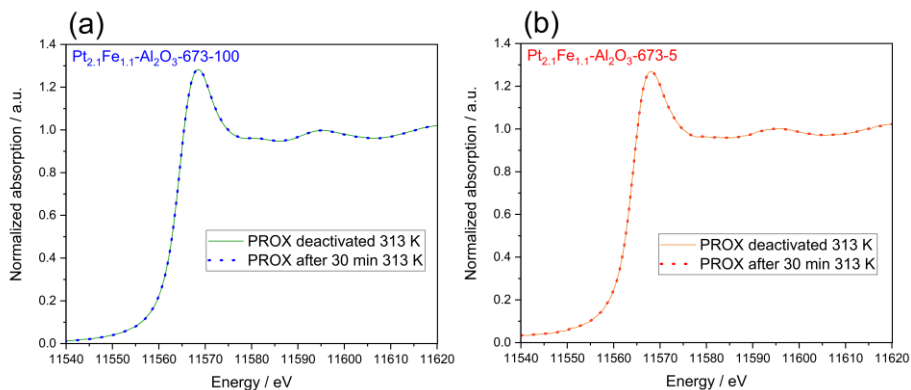 (a)
Pt2.1Fe1.1-Al2O3-673-100
Normalized absorption / a.u.
1.4
1.2
1.0
0.8
0.6
0.4
0.2
0.0
PROX deactivated 313 K
PROX after 30 min 313 K
11540 11550 11560 11570 11580 11590 11600 11610 11620
Energy / eV
(b)
Pt2.1Fe1.1-Al2O3-673-5
Normalized absorption / a.u.
1.4
1.2
1.0
0.8
0.6
0.4
0.2
0.0
PROX deactivated 313 K
PROX after 30 min 313 K
11540 11550 11560 11570 11580 11590 11600 11610 11620
Energy / eV